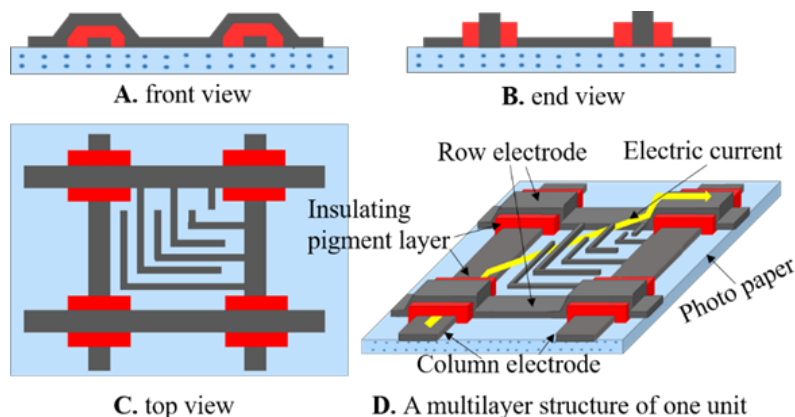 A. front view
B. end view
Row electrode
Electric current
Insulating
pigment layer
Photo paper
Column electrode
C. top view
D. A multilayer structure of one unit